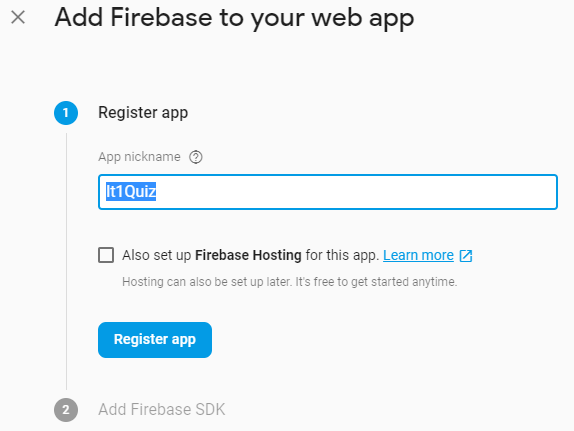 Add Firebase to your web app
1
Register app
App nickname
It1Quiz
Also set up Firebase Hosting for this app. Learn more
Hosting can also be set up later. It's free to get started anytime.
Register app
2
Add Firebase SDK